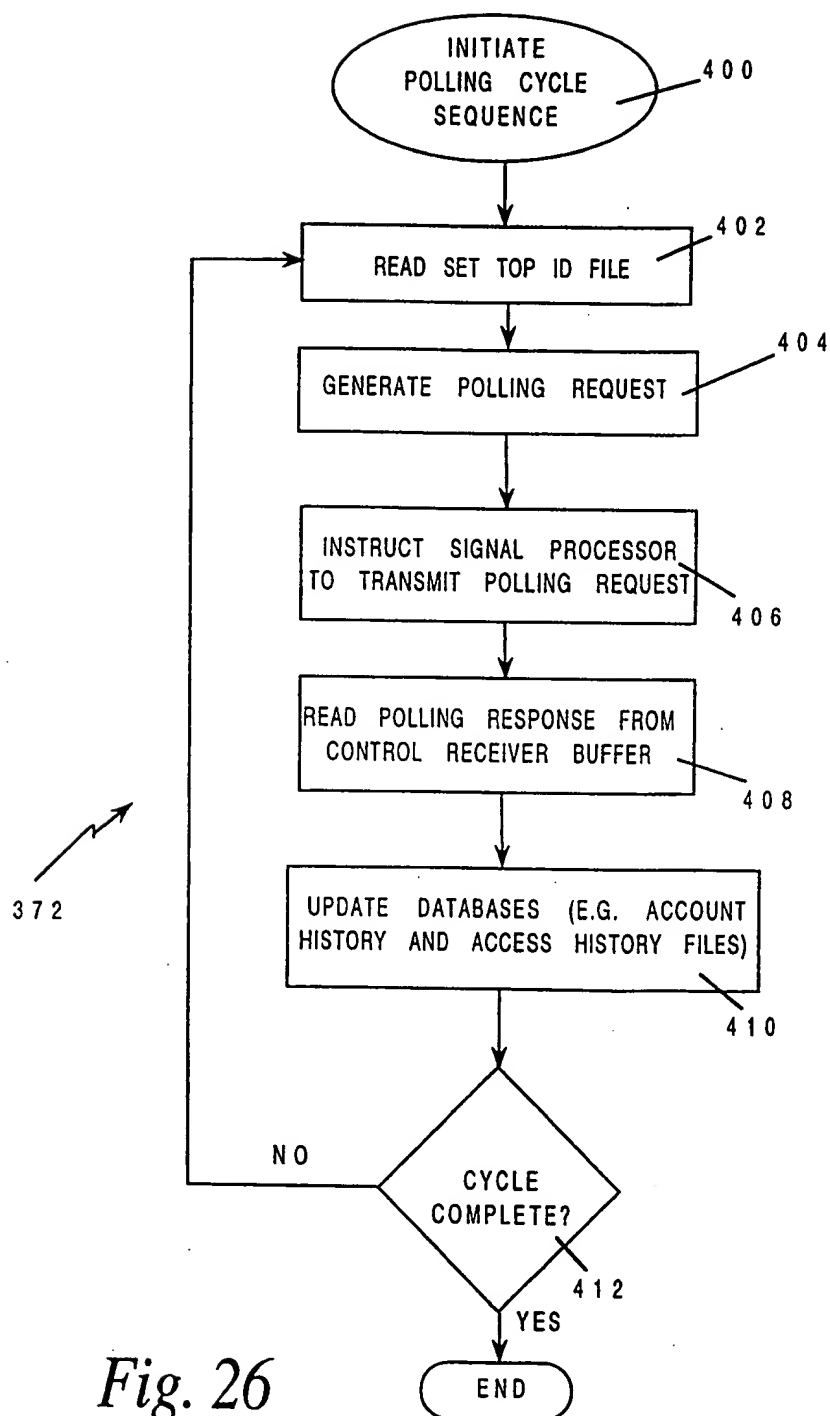 INITIATE
POLLING CYCLE
SEQUENCE
400
402
READ SET TOP ID FILE
404
GENERATE POLLING REQUEST
INSTRUCT SIGNAL PROCESSOR
TO TRANSMIT POLLING REQUEST
406
READ POLLING RESPONSE FROM
CONTROL RECEIVER BUFFER
408
372
UPDATE DATABASES (E.G. ACCOUNT
HISTORY AND ACCESS HISTORY FILES)
410
NO
CYCLE
COMPLETE?
412
YES
END
Fig. 26